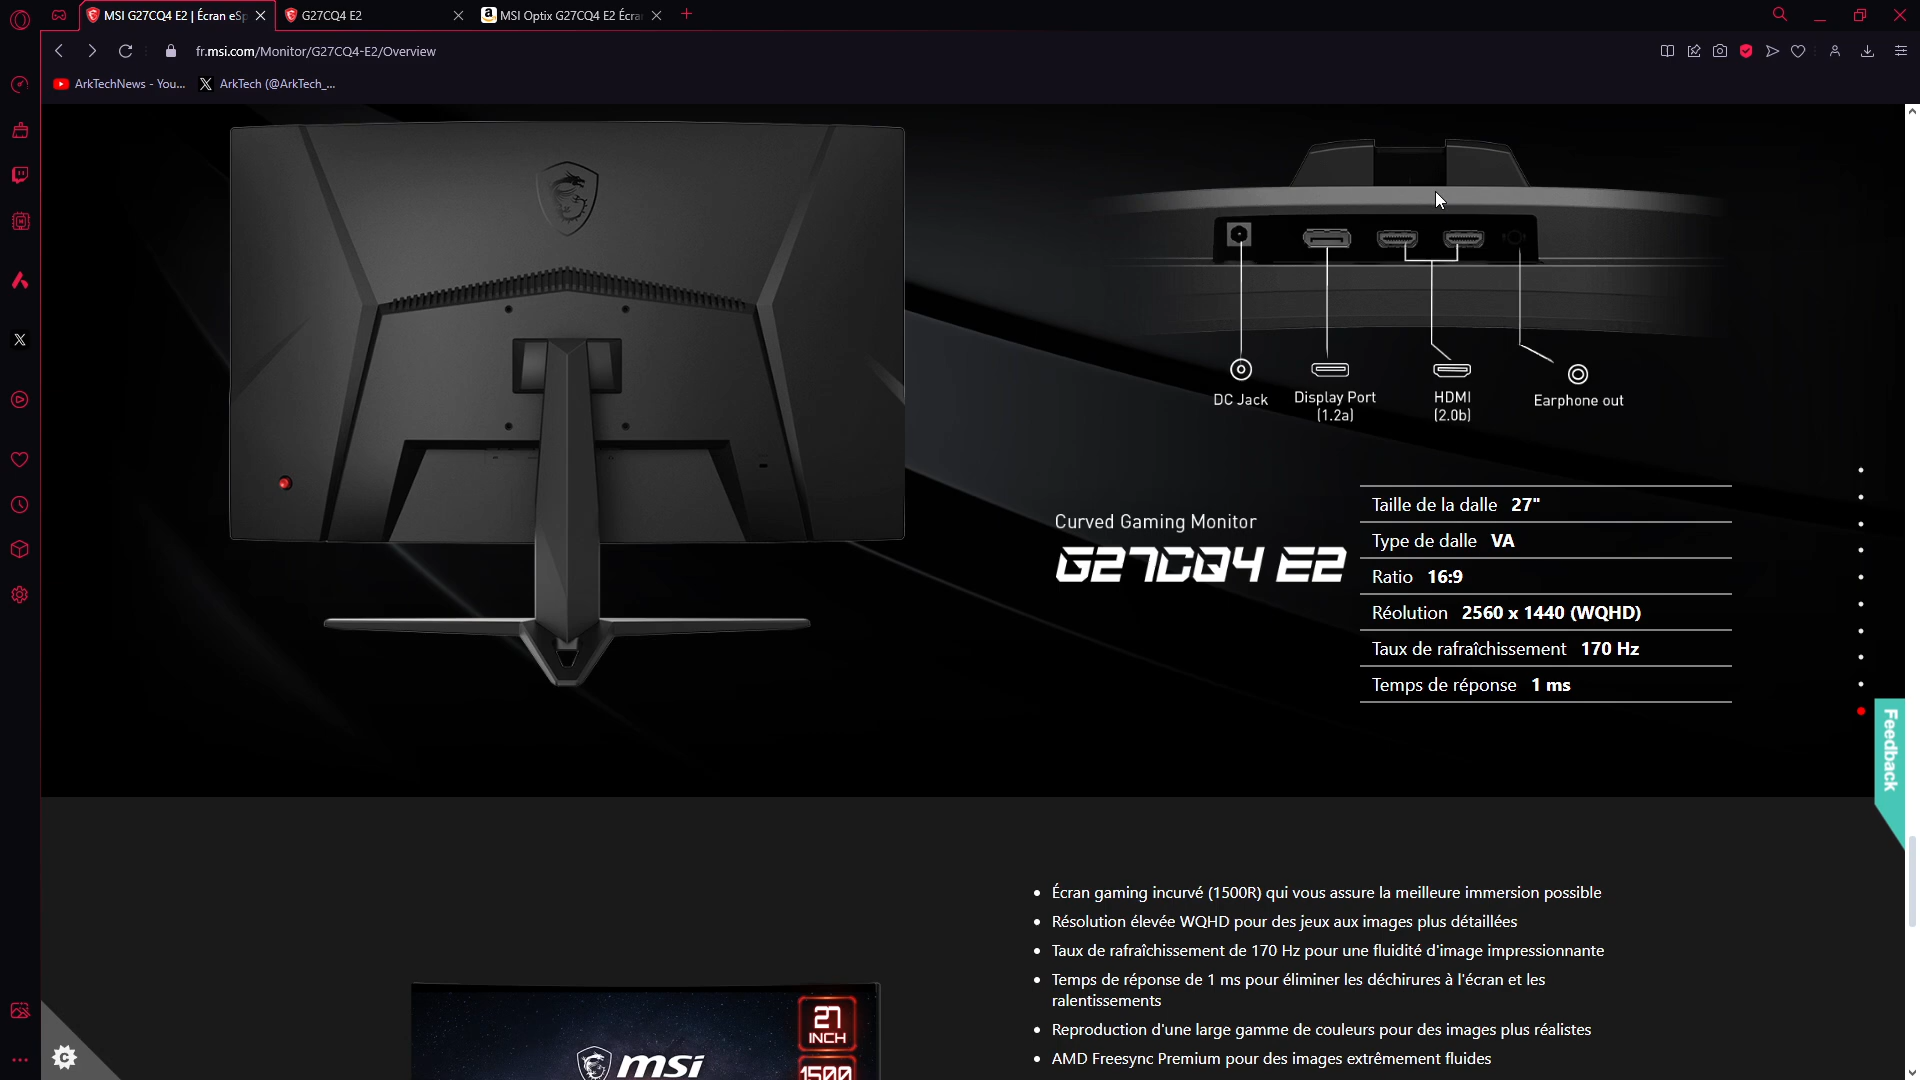 MSI G27CQ4 E2 | Écran eSp
G27CQ4 E2
MSI Optix G27CQ4 E2 Écra
fr.msi.com/Monitor/G27CQ4-E2/Overview
ArkTechNews - You...
ArkTech (@ArkTech_...
DC Jack
Display Port
(1.2a)
HDMI
(2.0b)
Earphone out
Curved Gaming Monitor
G27CQ4 E2
Taille de la dalle 27"
Type de dalle VA
Ratio 16:9
Réolution 2560 x 1440 (WQHD)
Taux de rafraîchissement 170 Hz
Temps de réponse 1 ms
Feedback
• Écran gaming incurvé (1500R) qui vous assure la meilleure immersion possible
• Résolution élevée WQHD pour des jeux aux images plus détaillées
• Taux de rafraîchissement de 170 Hz pour une fluidité d'image impressionnante
• Temps de réponse de 1 ms pour éliminer les déchirures à l'écran et les
ralentissements
• Reproduction d'une large gamme de couleurs pour des images plus réalistes
• AMD Freesync Premium pour des images extrêmement fluides
27
INCH
msi
1500